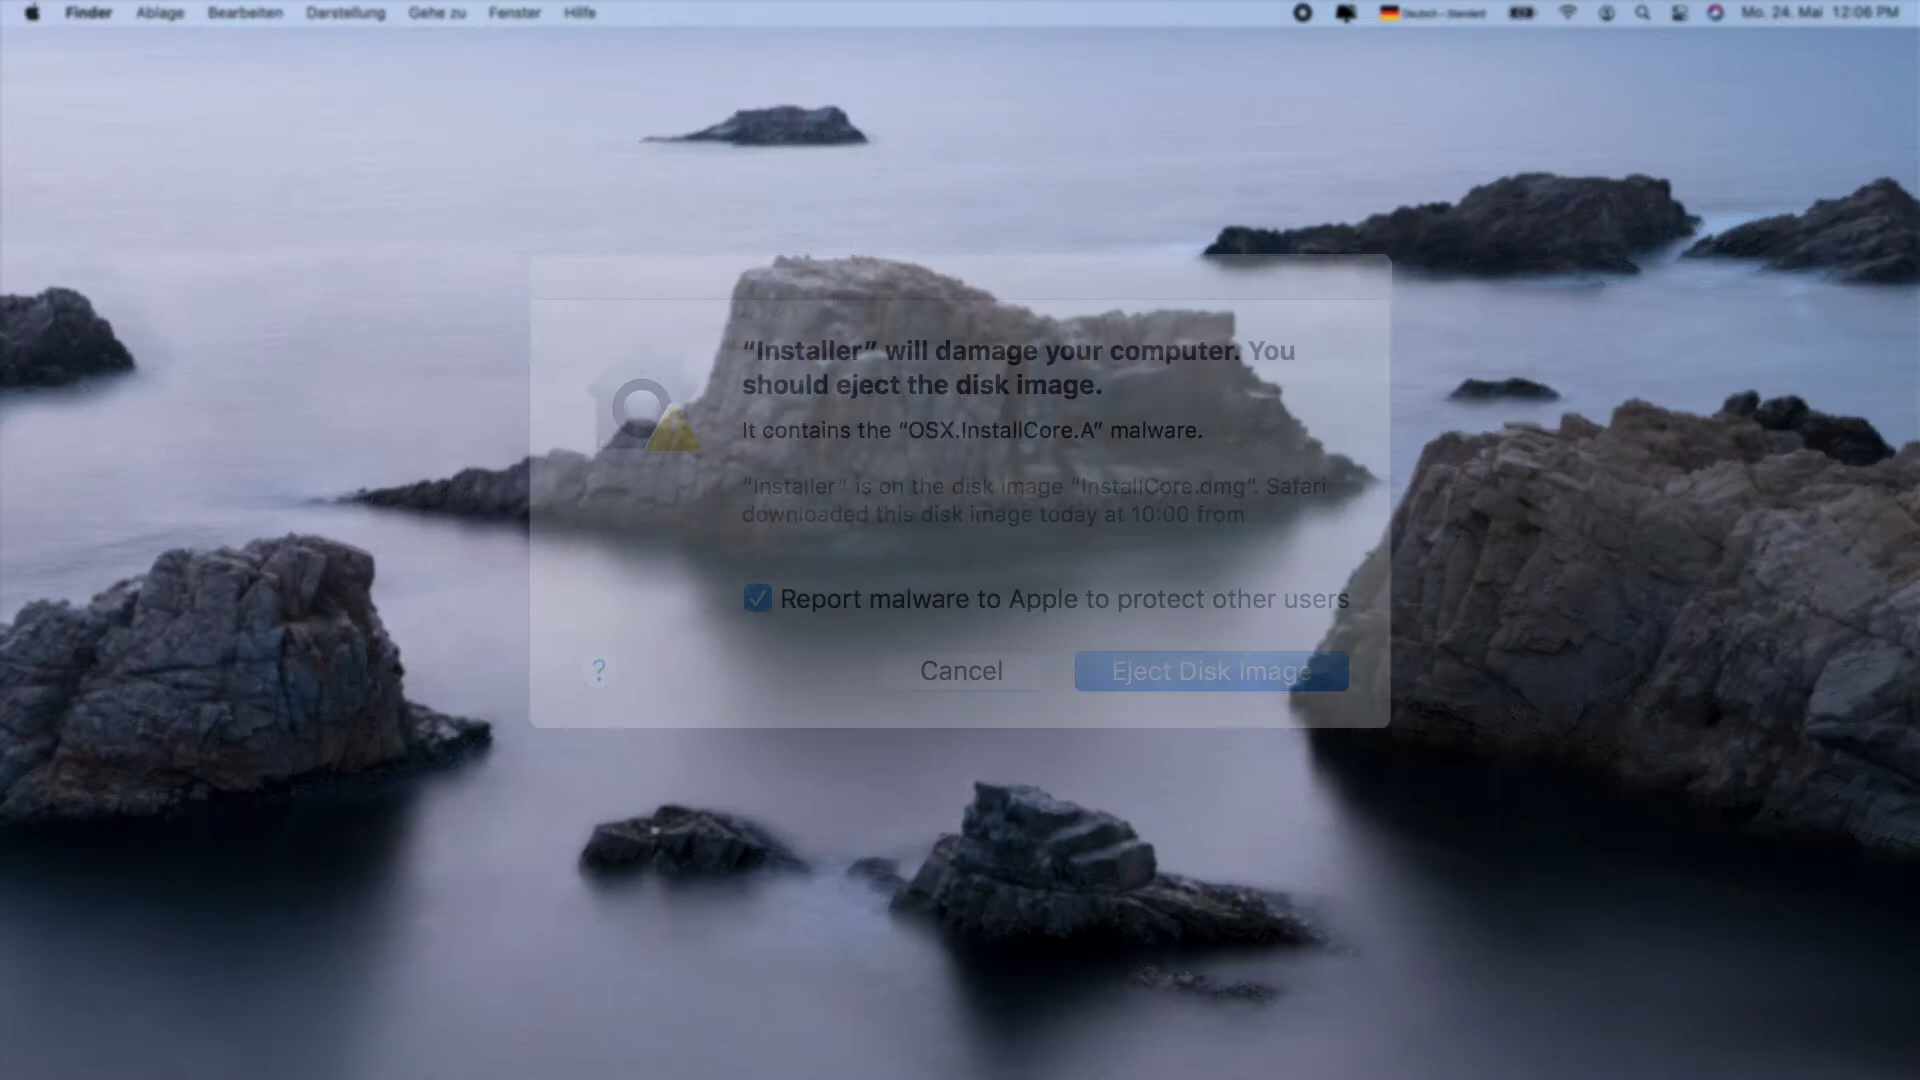 Finder Ablage Bearbeiten Darstellung Gehe zu Fenster Hilfe Deutsch – Standard Mo. 24. Mai 12:06 PM
“Installer” will damage your computer. You
should eject the disk image.
It contains the “OSX.InstallCore.A” malware.
“Installer” is on the disk image “InstallCore.dmg”. Safari
downloaded this disk image today at 10:00 from
Report malware to Apple to protect other users
? Cancel Eject Disk Image